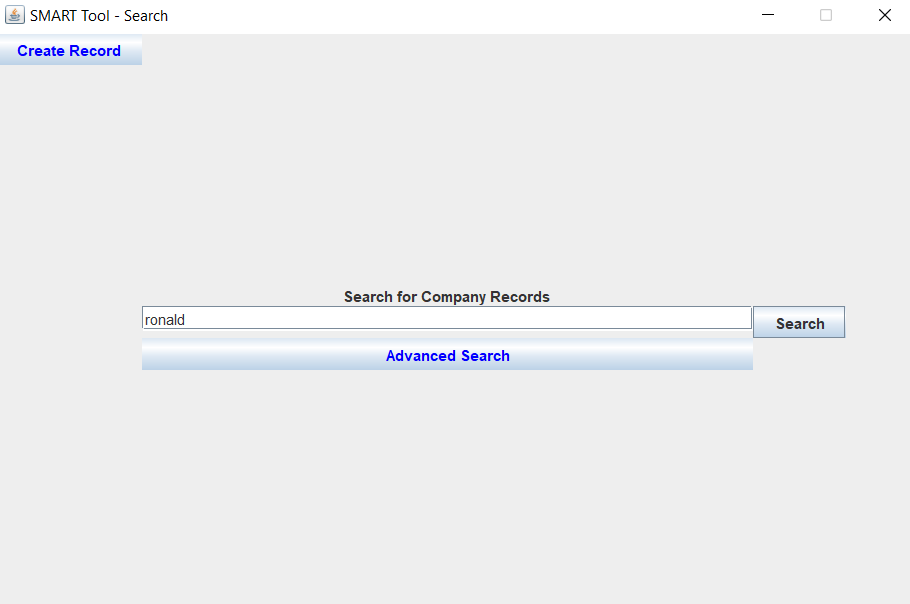 SMART Tool - Search
Create Record
Search for Company Records
ronald
Search
Advanced Search